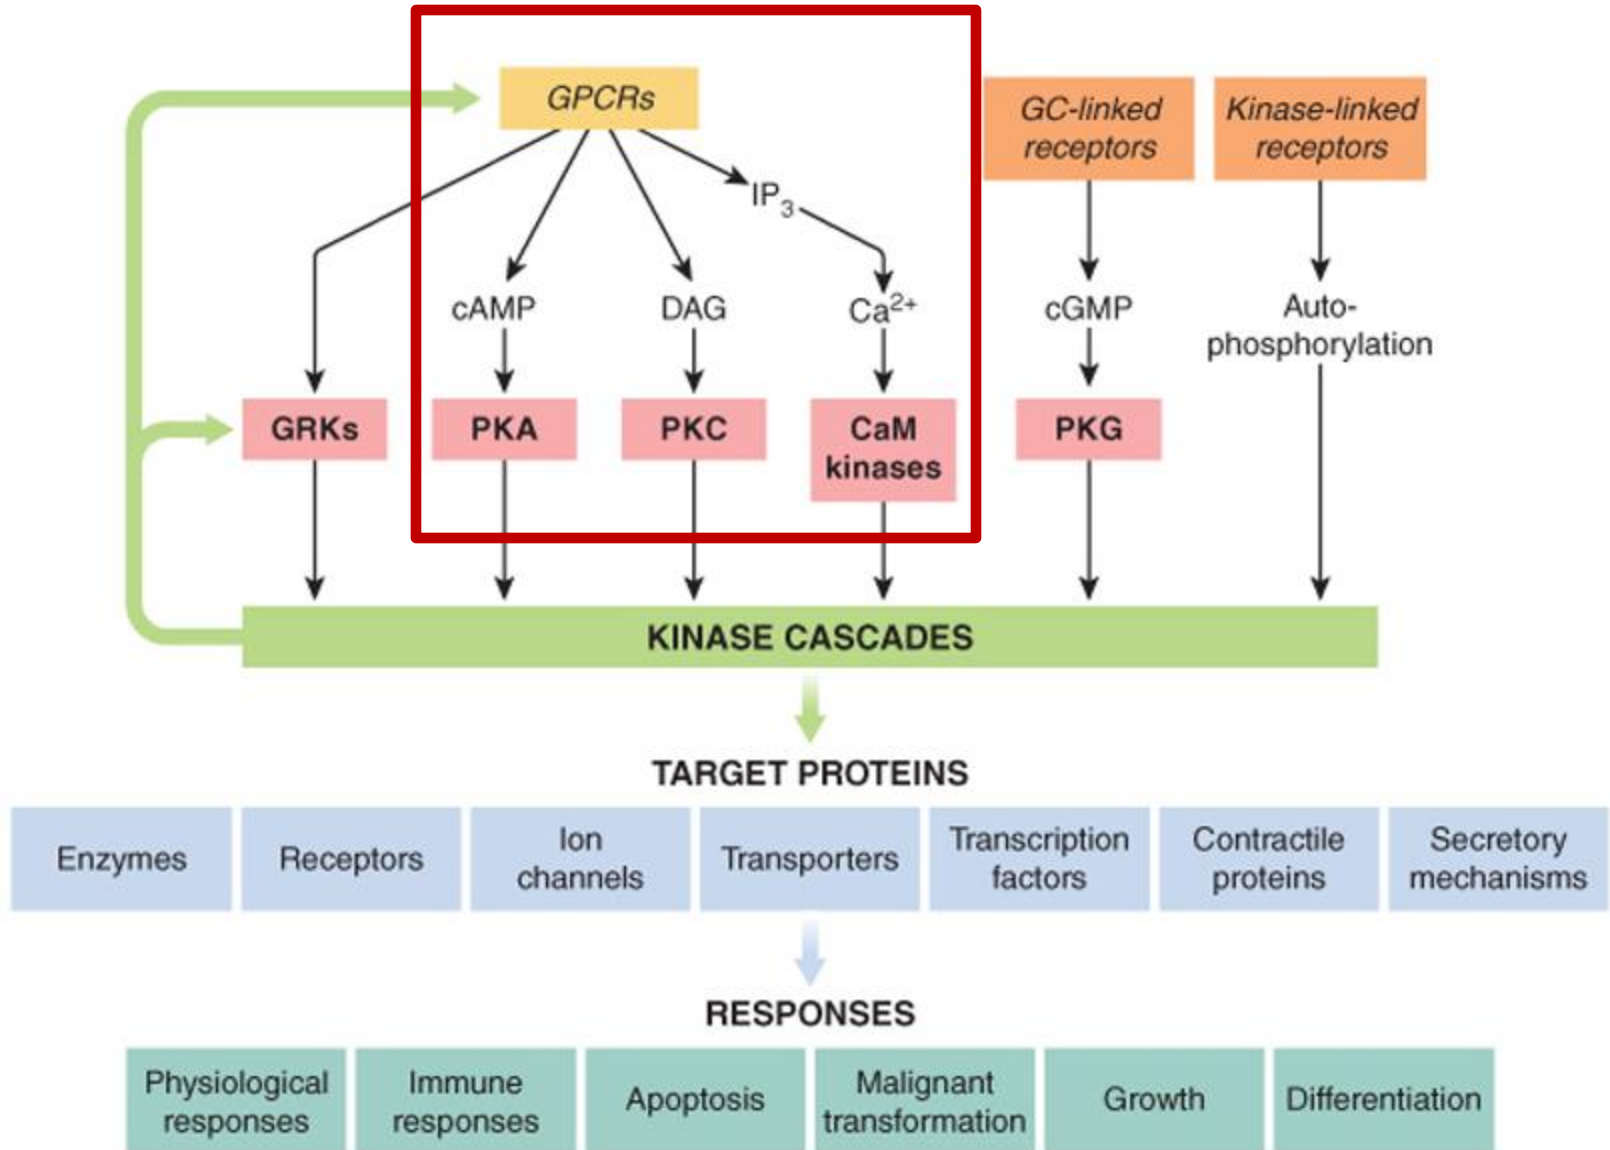 GPCRs
GC-linked
receptors
Kinase-linked
receptors
IP3
cAMP
DAG
Ca2+
cGMP
Auto-
phosphorylation
GRKs
PKA
PKC
CaM
kinases
PKG
KINASE CASCADES
TARGET PROTEINS
Enzymes
Receptors
Ion
channels
Transporters
Transcription
factors
Contractile
proteins
Secretory
mechanisms
RESPONSES
Physiological
responses
Immune
responses
Apoptosis
Malignant
transformation
Growth
Differentiation